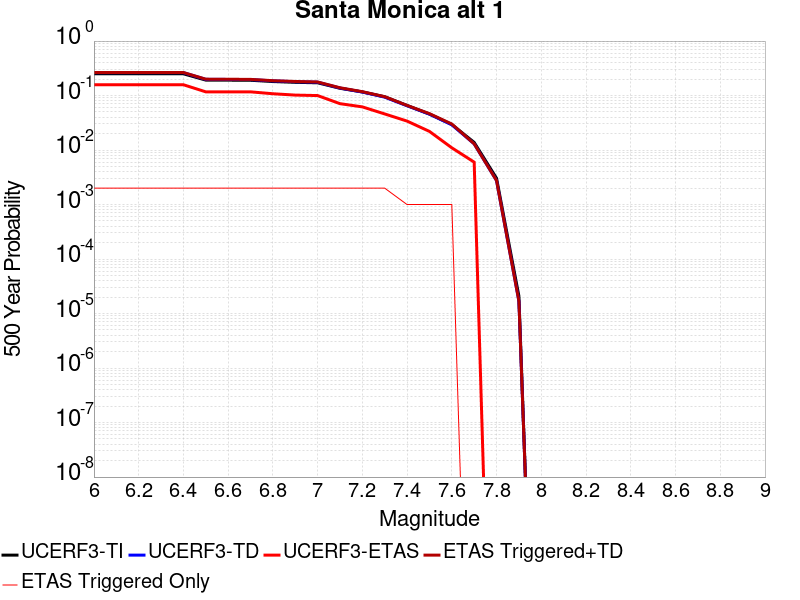 Santa Monica alt 1
10^0
10^-1
10^-2
10^-3
10^-4
10^-5
10^-6
10^-7
10^-8
500 Year Probability
6 6.2 6.4 6.6 6.8 7 7.2 7.4 7.6 7.8 8 8.2 8.4 8.6 8.8 9
Magnitude
UCERF3-TI UCERF3-TD UCERF3-ETAS ETAS Triggered+TD
ETAS Triggered Only